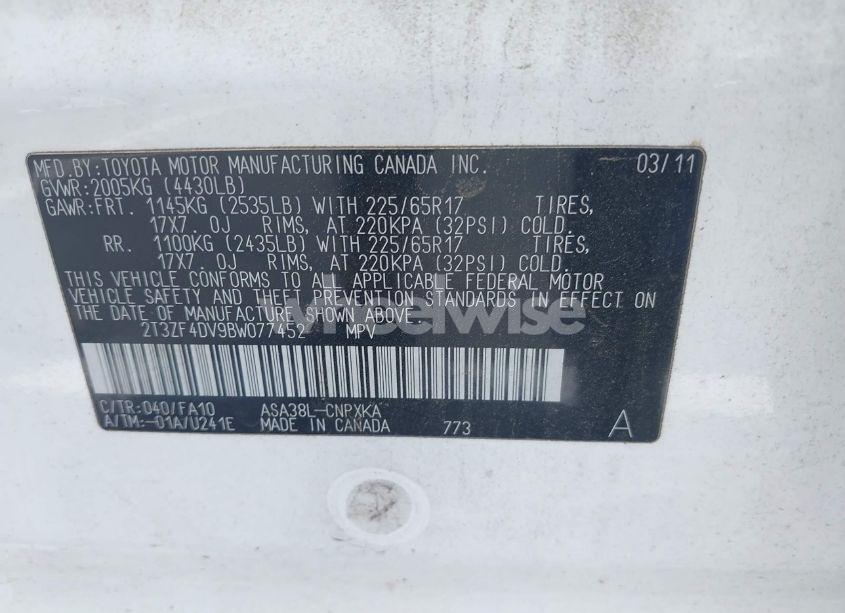 MFD.BY:TOYOTA MOTOR MANUFACTURING CANADA INC. 03/11
GVWR:2005KG (4430LB)
GAWR:FRT. 1145KG (2535LB) WITH 225/65R17 TIRES,
17X7.0J RIMS, AT 220KPA (32PSI) COLD.
RR. 1100KG (2435LB) WITH 225/65R17 TIRES,
17X7.0J RIMS, AT 220KPA (32PSI) COLD.
THIS VEHICLE CONFORMS TO ALL APPLICABLE FEDERAL MOTOR
VEHICLE SAFETY AND THEFT PREVENTION STANDARDS IN EFFECT ON
THE DATE OF MANUFACTURE SHOWN ABOVE.
wheelwise
2T3ZF4DV9BW077452 MPV
C/TR:040/FA10 ASA38L-CNPXKA
A/TM:-01A/U241E MADE IN CANADA 773 A